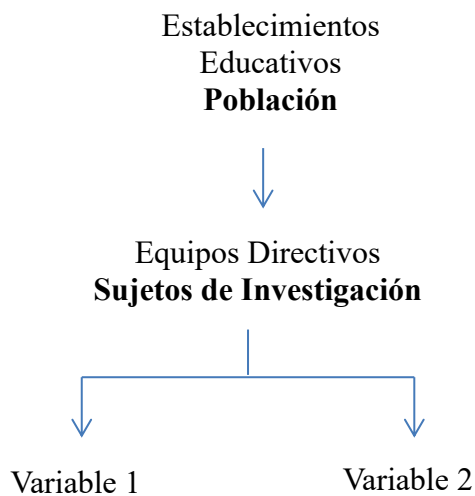 Establecimientos
Educativos
Población
Equipos Directivos
Sujetos de Investigación
Variable 1
Variable 2